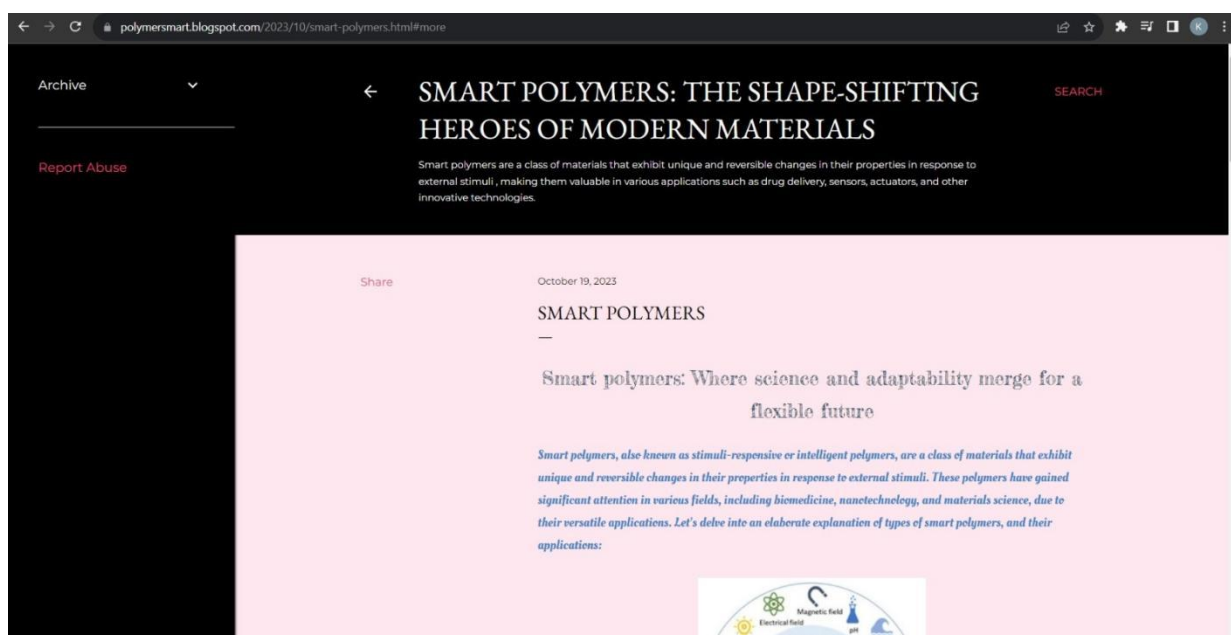 polymersmart.blogspot.com/2023/10/smart-polymers.html#more
K
Archive
Report Abuse
SMART POLYMERS: THE SHAPE-SHIFTING
HEROES OF MODERN MATERIALS
SEARCH
Smart polymers are a class of materials that exhibit unique and reversible changes in their properties in response to
external stimuli , making them valuable in various applications such as drug delivery, sensors, actuators, and other
innovative technologies.
Share
October 19, 2023
SMART POLYMERS
Smart polymers: Where science and adaptability merge for a
flexible future
Smart polymers, also known as stimuli-responsive or intelligent polymers, are a class of materials that exhibit
unique and reversible changes in their properties in response to external stimuli. These polymers have gained
significant attention in various fields, including biomedicine, nanotechnology, and materials science, due to
their versatile applications. Let's delve into an elaborate explanation of types of smart polymers, and their
applications:
Magnetic field
Electrical field
pH